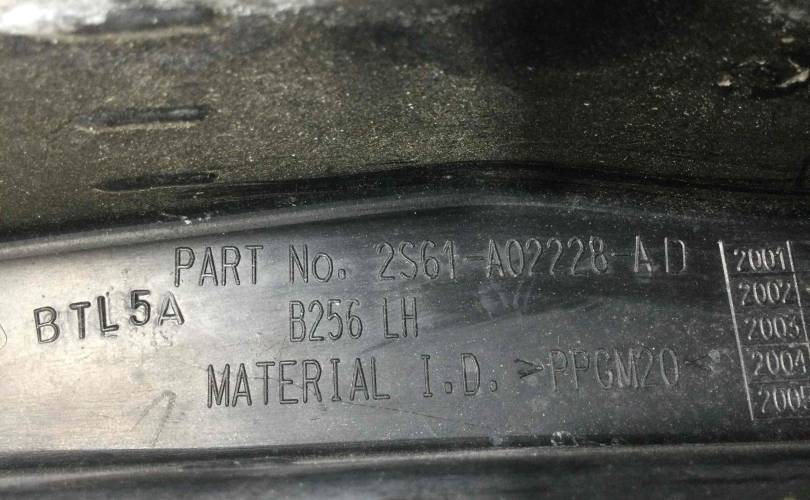 PART No. 2S61-A02228-AD
BTL5A
B256 LH
MATERIAL I.D. >PPGM20<
2001
2002
2003
2004
2005